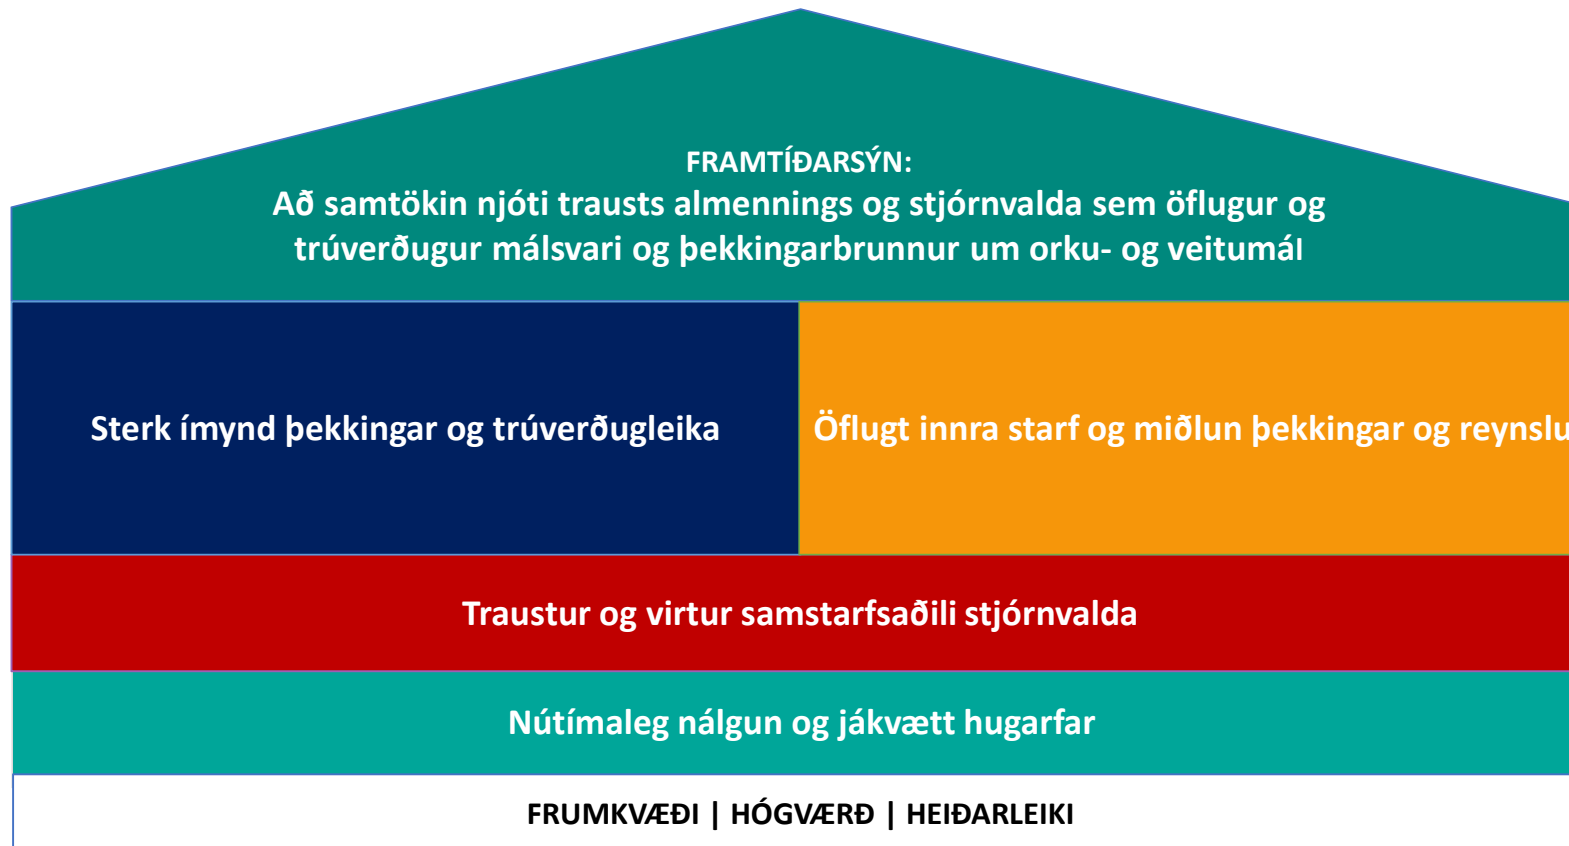 FRAMTÍÐARSÝN:
Að samtökin njóti trausts almennings og stjórnvalda sem öflugur og
trúverðugur málsvari og þekkingarbrunnur um orku- og veitumál
Sterk ímynd þekkingar og trúverðugleika
Öflugt innra starf og miðlun þekkingar og reynslu
Traustur og virtur samstarfsaðili stjórnvalda
Nútímaleg nálgun og jákvætt hugarfar
FRUMKVÆÐI | HÓGVÆRÐ | HEIÐARLEIKI